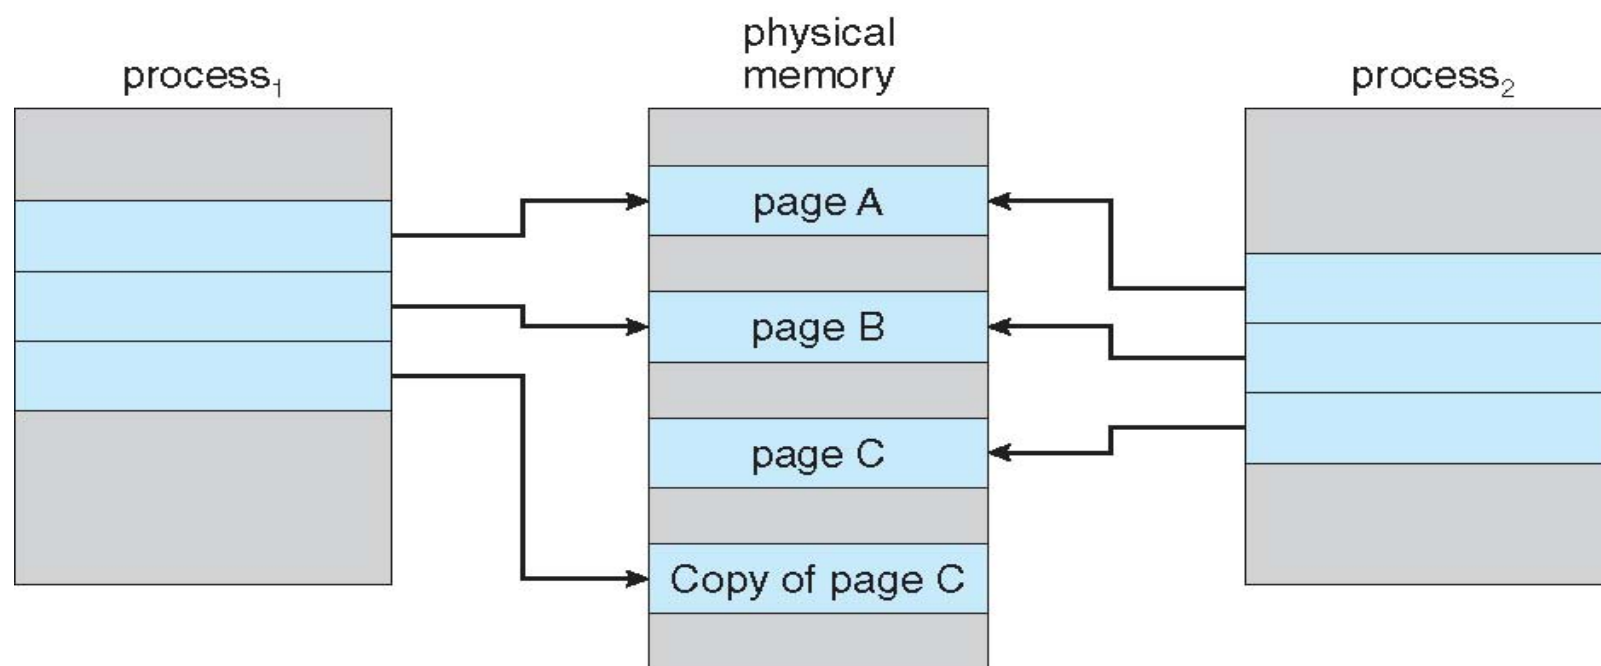 process₁
physical
memory
process₂
page A
page B
page C
Copy of page C